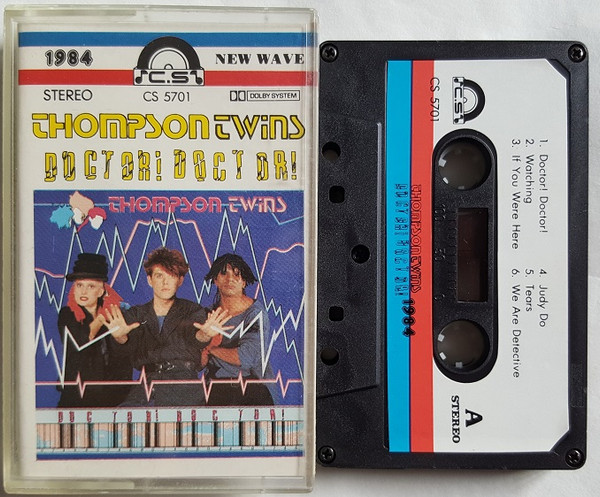 1984
C.S
NEW WAVE
STEREO
CS 5701
DOLBY SYSTEM
THOMPSON TWINS
DOCTOR! DOCTOR!
THOMPSON TWINS
DOCTOR! DOCTOR!
C.S
CS 5701
1. Doctor! Doctor!
2. Watching
3. If You Were Here
4. Judy Do
5. Tears
6. We Are Detective
THOMPSON TWINS 1984
DOCTOR! DOCTOR!
A
STEREO